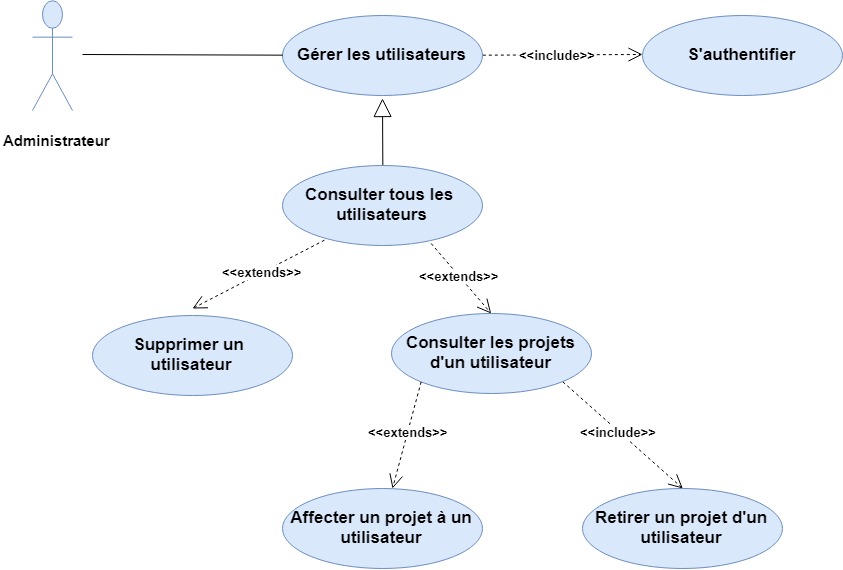 Gérer les utilisateurs
<<include>>
S'authentifier
Administrateur
Consulter tous les
utilisateurs
<<extends>>
<<extends>>
Supprimer un
utilisateur
Consulter les projets
d'un utilisateur
<<extends>>
<<include>>
Affecter un projet à un
utilisateur
Retirer un projet d'un
utilisateur